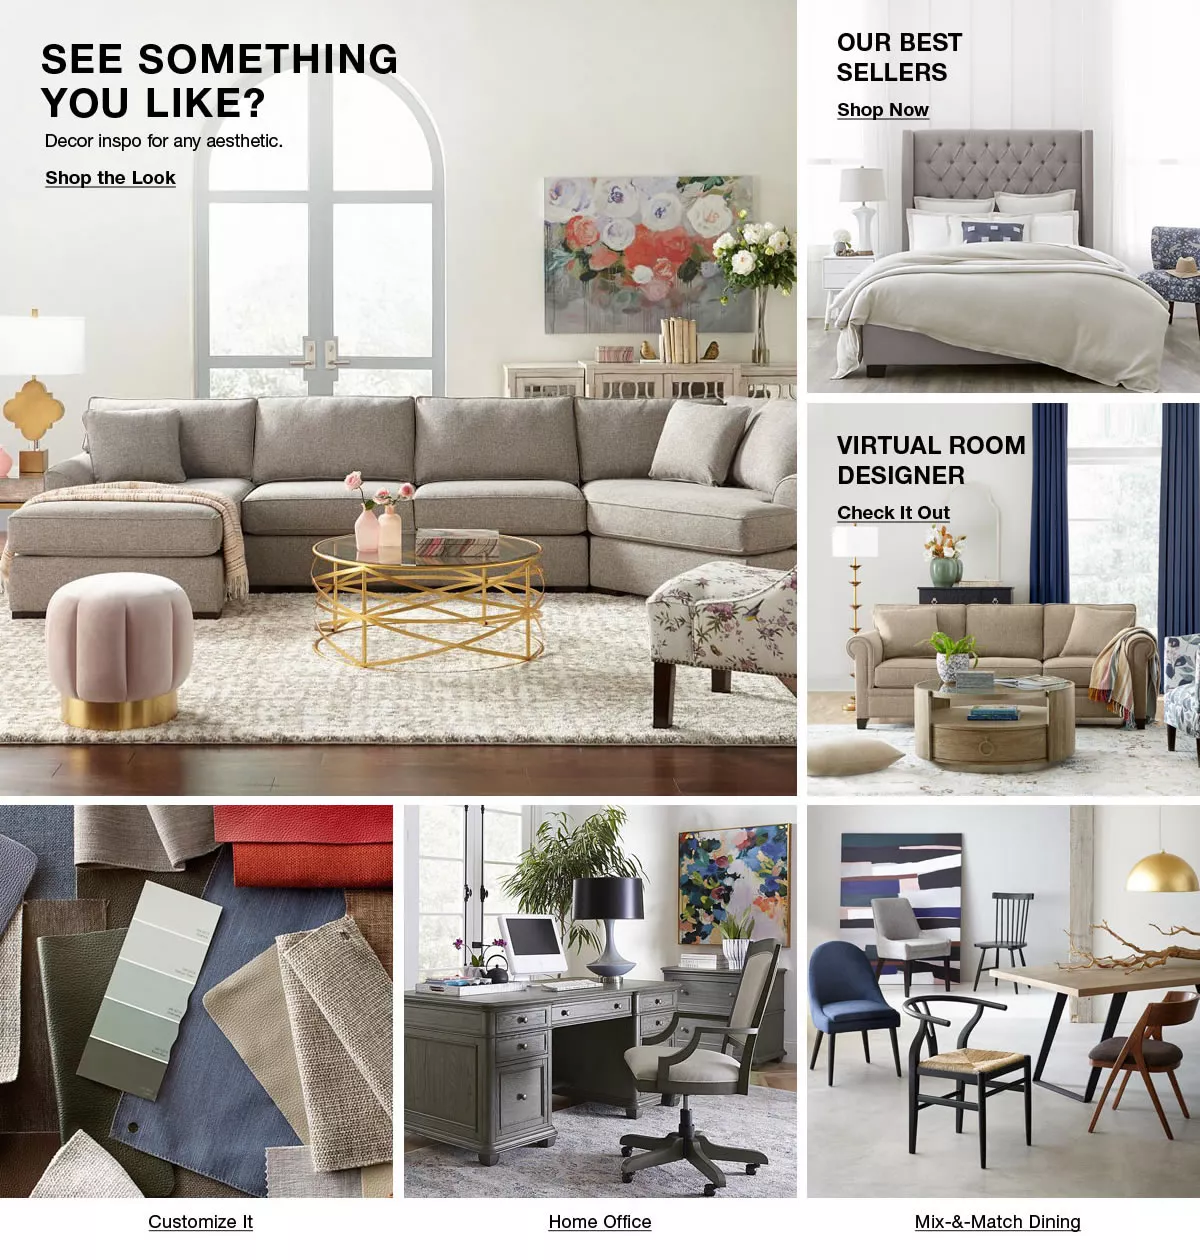 SEE SOMETHING
YOU LIKE?
Decor inspo for any aesthetic.
Shop the Look
OUR BEST
SELLERS
Shop Now
VIRTUAL ROOM
DESIGNER
Check It Out
Customize It
Home Office
Mix-&-Match Dining